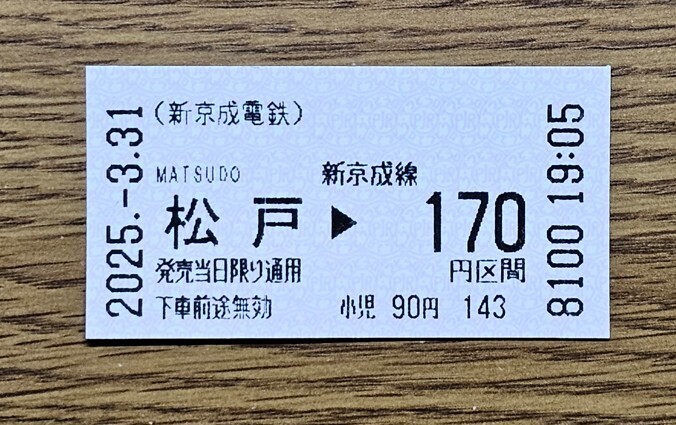 2025.-3.31
(新京成電鉄)
MATSUDO 新京成線
松戸 ▶ 170
発売当日限り通用 円区間
下車前途無効 小児 90円 143
8100 19:05